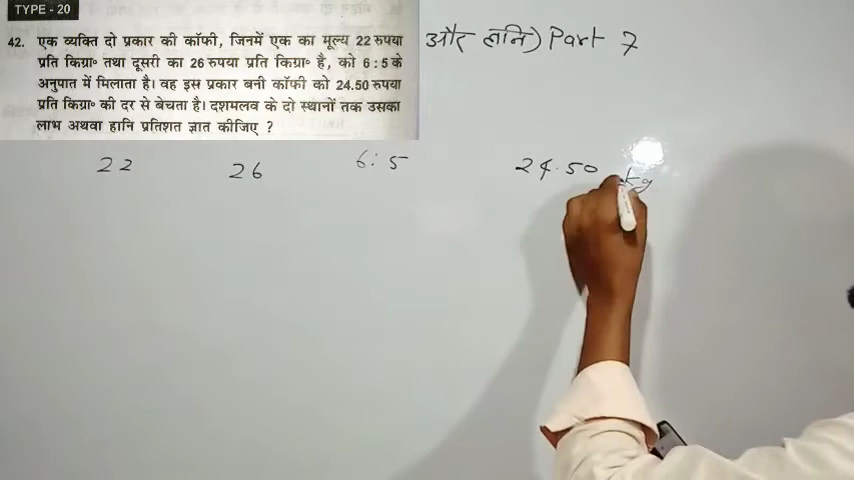 TYPE - 20
42. एक व्यक्ति दो प्रकार की कॉफी, जिनमें एक का मूल्य 22 रुपया
प्रति किग्रा॰ तथा दूसरी का 26 रुपया प्रति किग्रा॰ है, को 6 : 5 के
अनुपात में मिलाता है। वह इस प्रकार बनी कॉफी को 24.50 रुपया
प्रति किग्रा॰ की दर से बेचता है। दशमलव के दो स्थानों तक उसका
लाभ अथवा हानि प्रतिशत ज्ञात कीजिए ?
और हानि) Part 7
22 26 6 : 5 24.50 kg